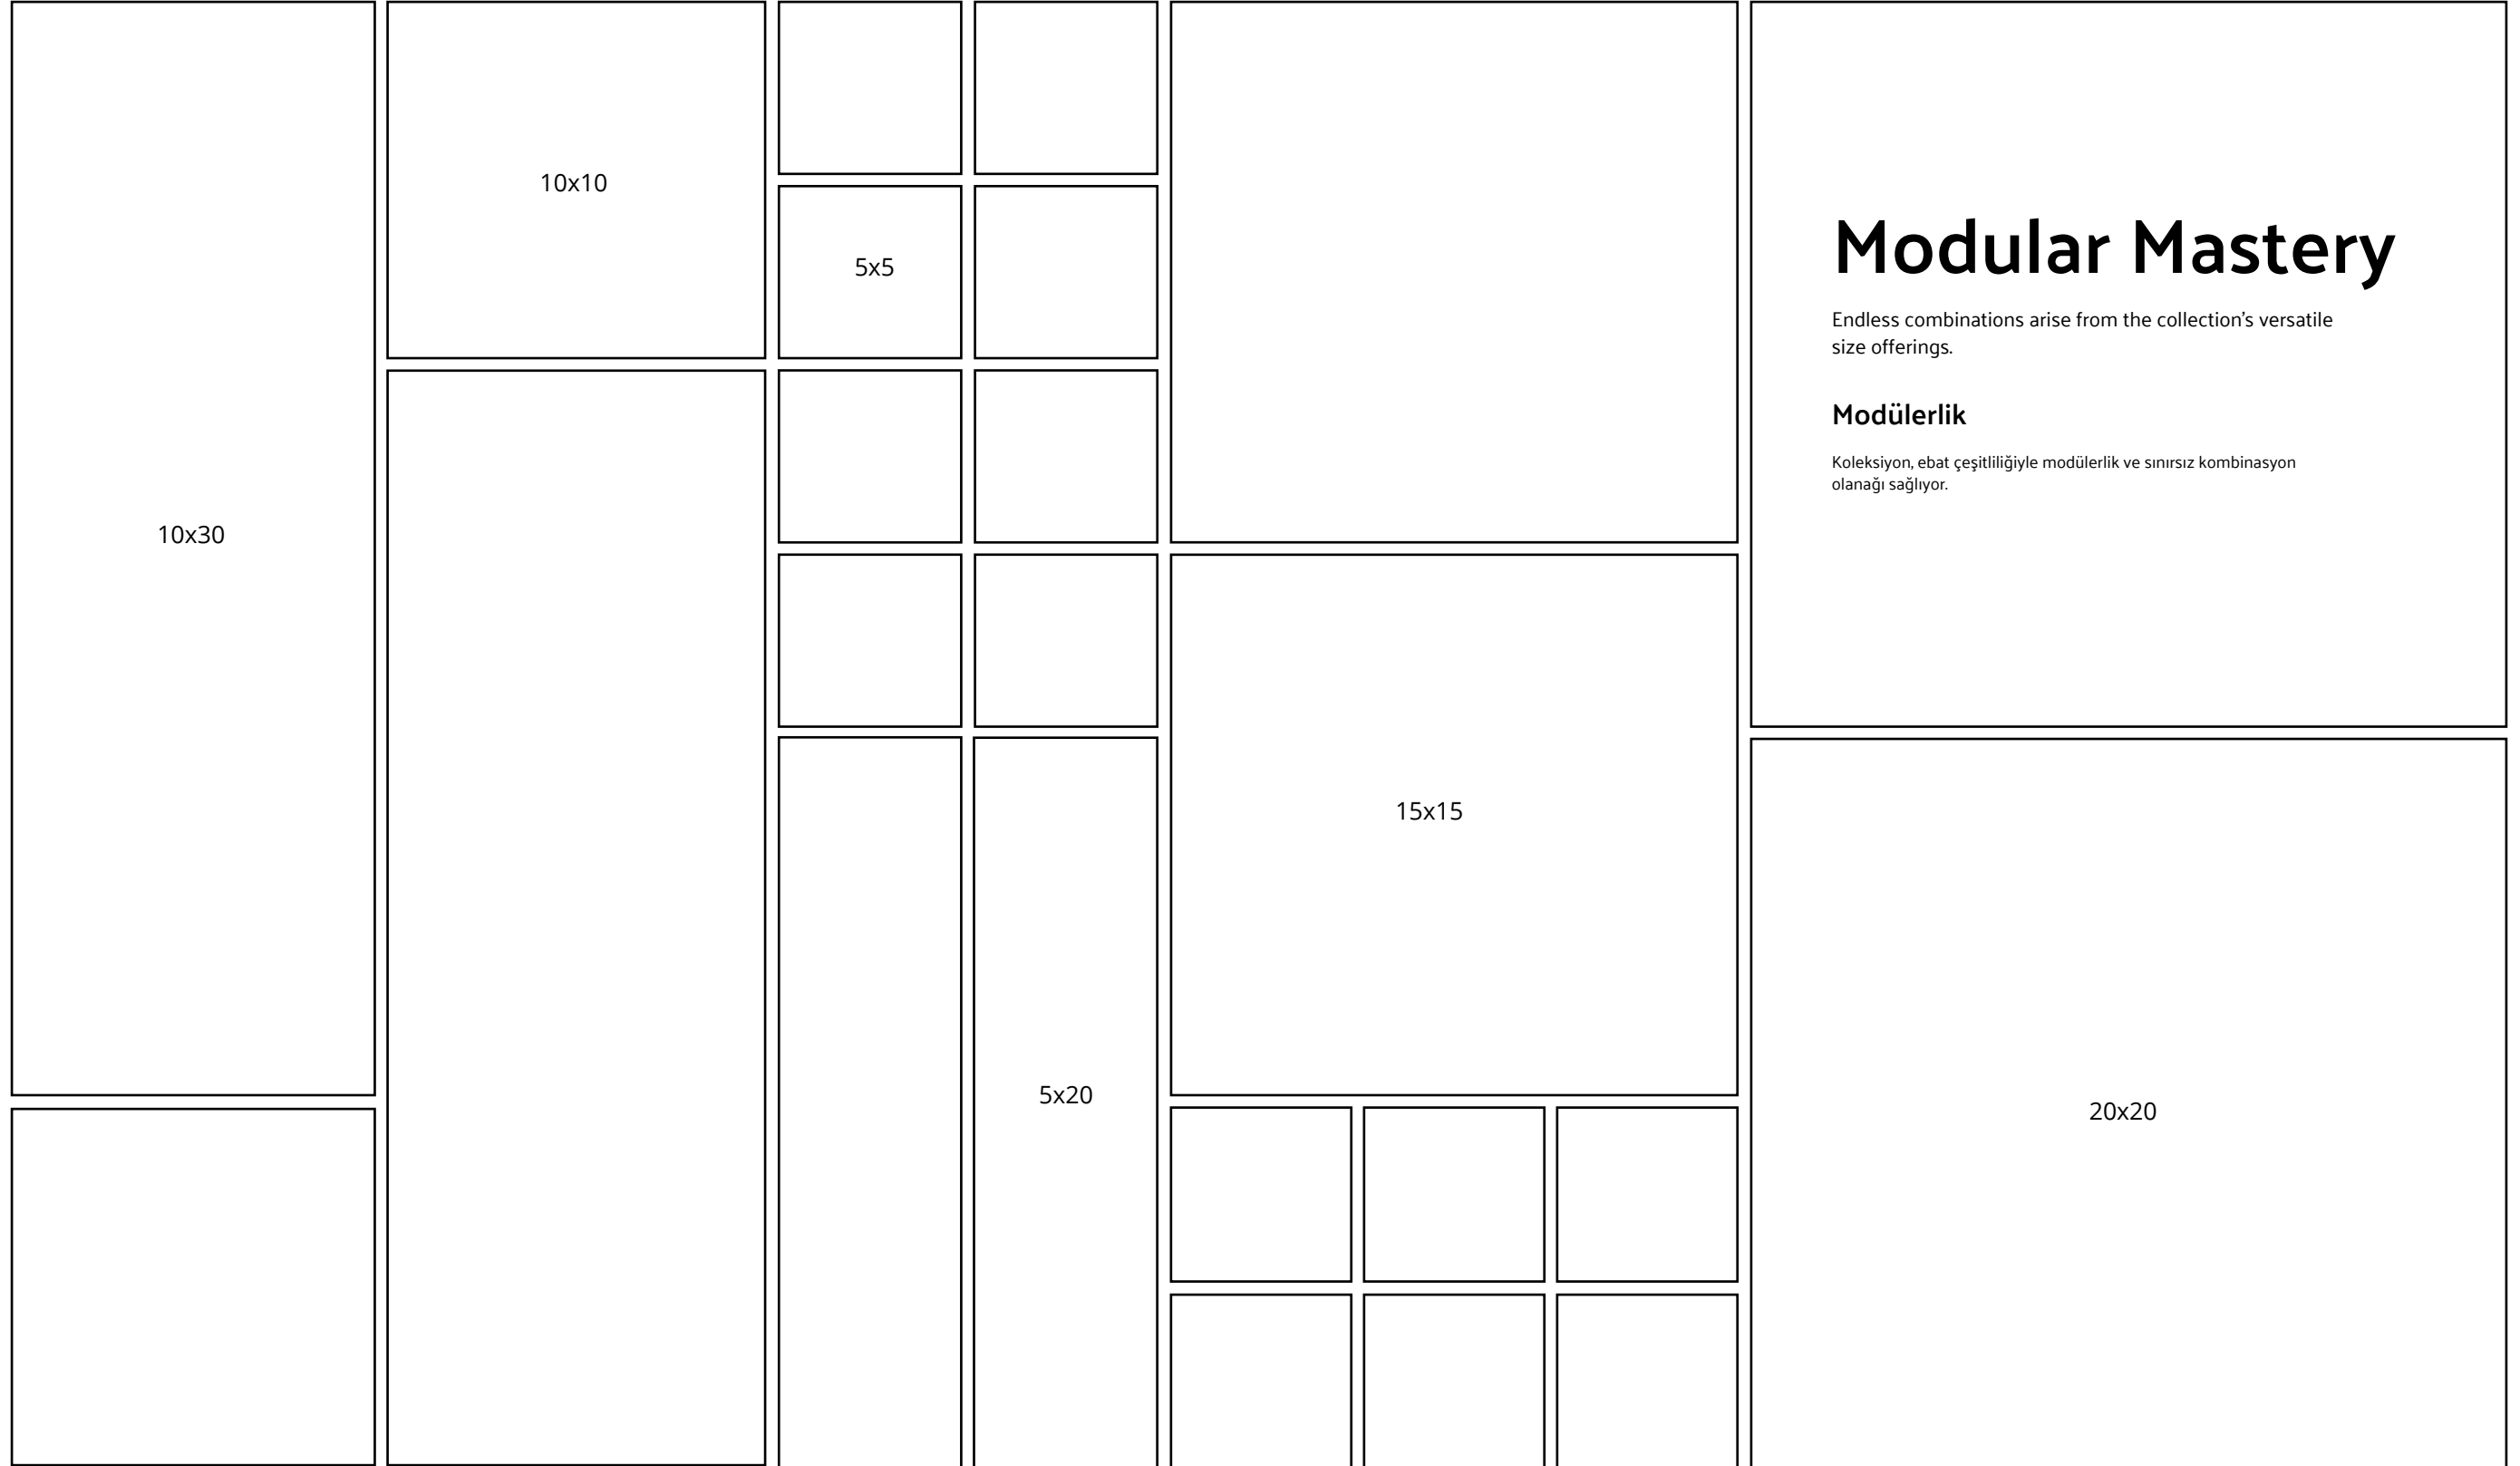 10x30
10x10
5x5
5x20
15x15
Modular Mastery
Endless combinations arise from the collection’s versatile
size offerings.
Modülerlik
Koleksiyon, ebat çeşitliliğiyle modülerlik ve sınırsız kombinasyon
olanağı sağlıyor.
20x20